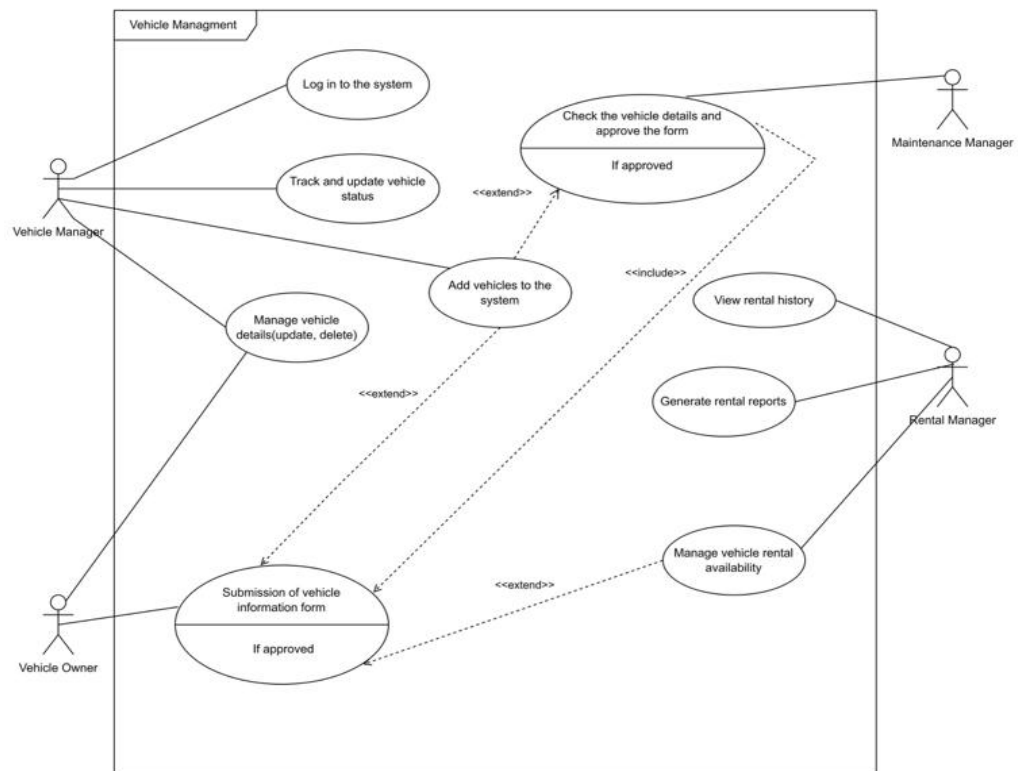 Vehicle Managment
Log in to the system
Check the vehicle details and
approve the form
If approved
Maintenance Manager
Track and update vehicle
status
<<extend>>
Vehicle Manager
<<include>>
Add vehicles to the
system
View rental history
Manage vehicle
details(update, delete)
<<extend>>
Generate rental reports
Rental Manager
Manage vehicle rental
availability
<<extend>>
Submission of vehicle
information form
If approved
Vehicle Owner